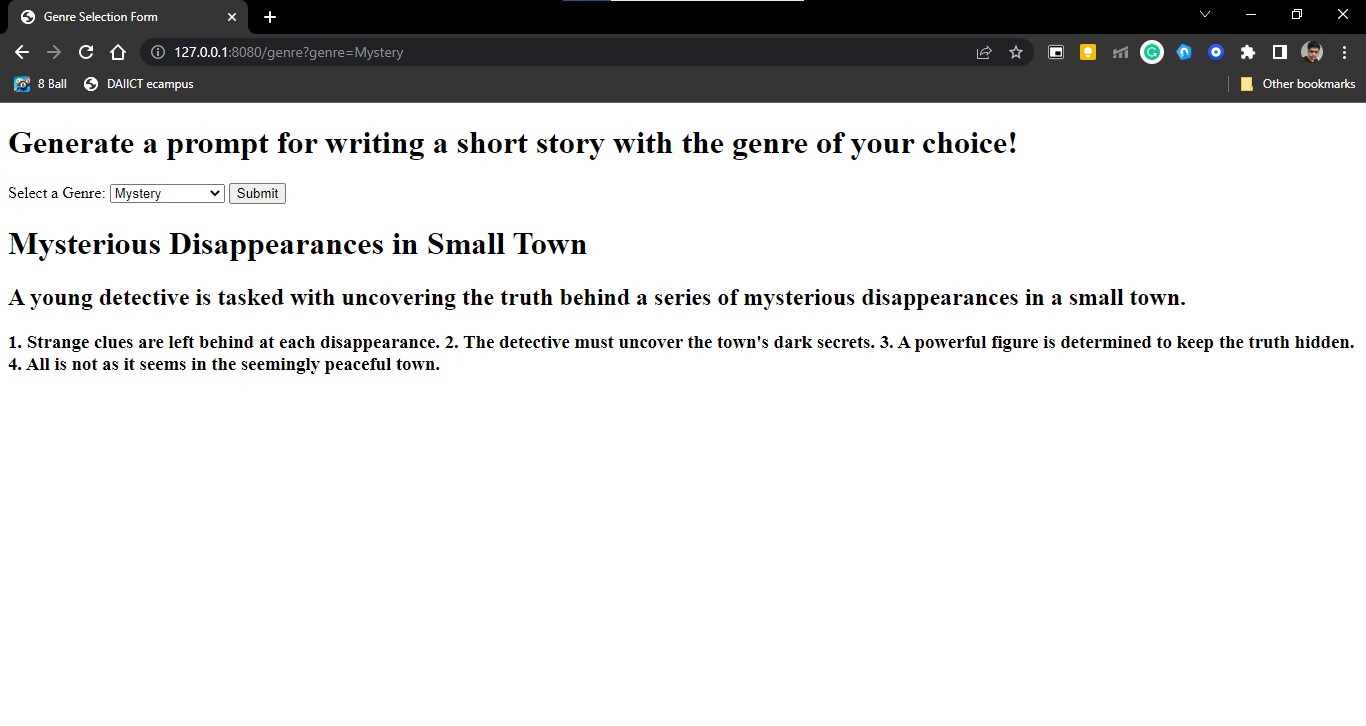 Genre Selection Form
127.0.0.1:8080/genre?genre=Mystery
8 Ball
DAIICT ecampus
Other bookmarks
Generate a prompt for writing a short story with the genre of your choice!
Select a Genre: Mystery Submit
Mysterious Disappearances in Small Town
A young detective is tasked with uncovering the truth behind a series of mysterious disappearances in a small town.
1. Strange clues are left behind at each disappearance. 2. The detective must uncover the town's dark secrets. 3. A powerful figure is determined to keep the truth hidden.
4. All is not as it seems in the seemingly peaceful town.